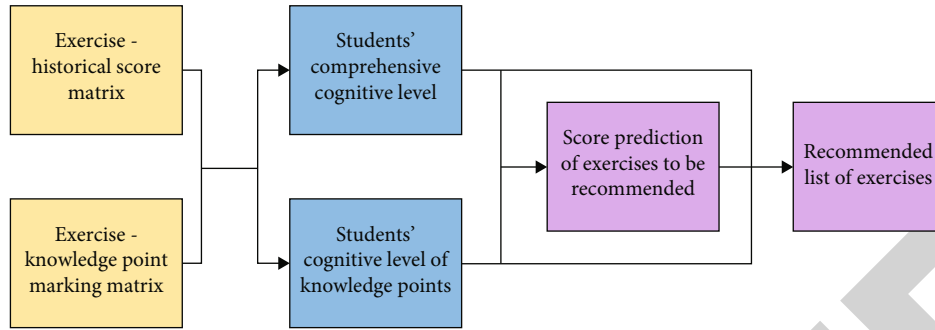 Exercise -
historical score
matrix
Students’
comprehensive
cognitive level
Score prediction
of exercises to be
recommended
Recommended
list of exercises
Exercise -
knowledge point
marking matrix
Students’
cognitive level of
knowledge points